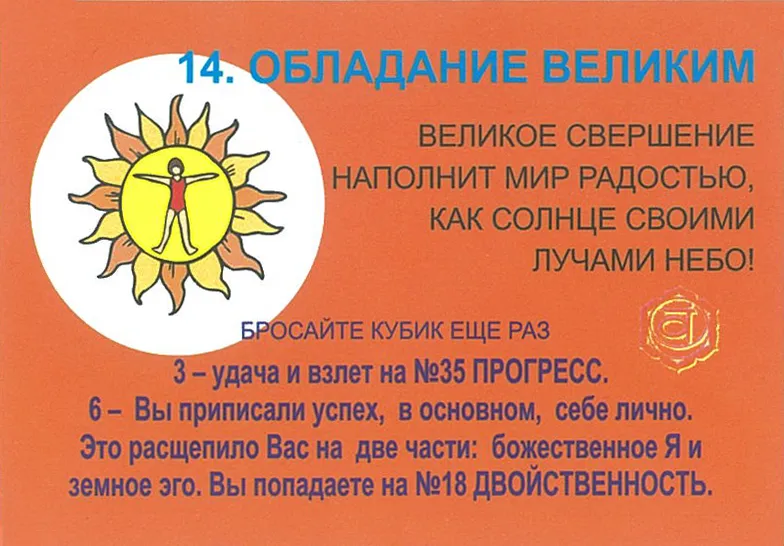 14. ОБЛАДАНИЕ ВЕЛИКИМ
ВЕЛИКОЕ СВЕРШЕНИЕ
НАПОЛНИТ МИР РАДОСТЬЮ,
КАК СОЛНЦЕ СВОИМИ
ЛУЧАМИ НЕБО!
БРОСАЙТЕ КУБИК ЕЩЕ РАЗ
3 – удача и взлет на №35 ПРОГРЕСС.
6 – Вы приписали успех, в основном, себе лично.
Это расщепило Вас на две части: божественное Я и
земное эго. Вы попадаете на №18 ДВОЙСТВЕННОСТЬ.